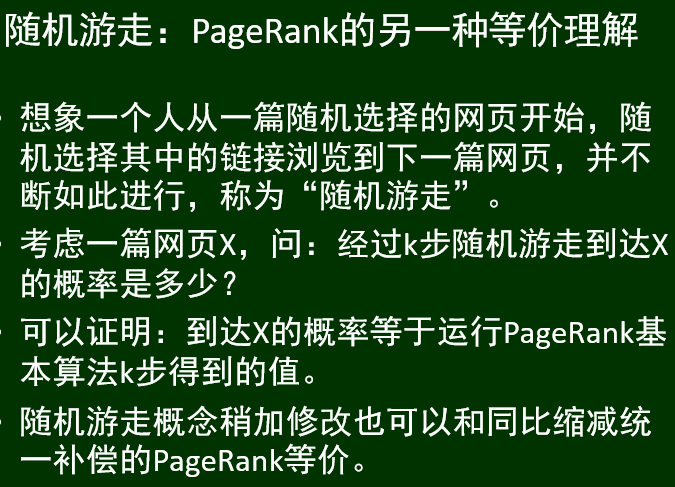 随机游走：PageRank的另一种等价理解
• 想象一个人从一篇随机选择的网页开始，随
机选择其中的链接浏览到下一篇网页，并不
断如此进行，称为“随机游走”。
• 考虑一篇网页X，问：经过k步随机游走到达X
的概率是多少？
• 可以证明：到达X的概率等于运行PageRank基
本算法k步得到的值。
• 随机游走概念稍加修改也可以和同比缩减统
一补偿的PageRank等价。